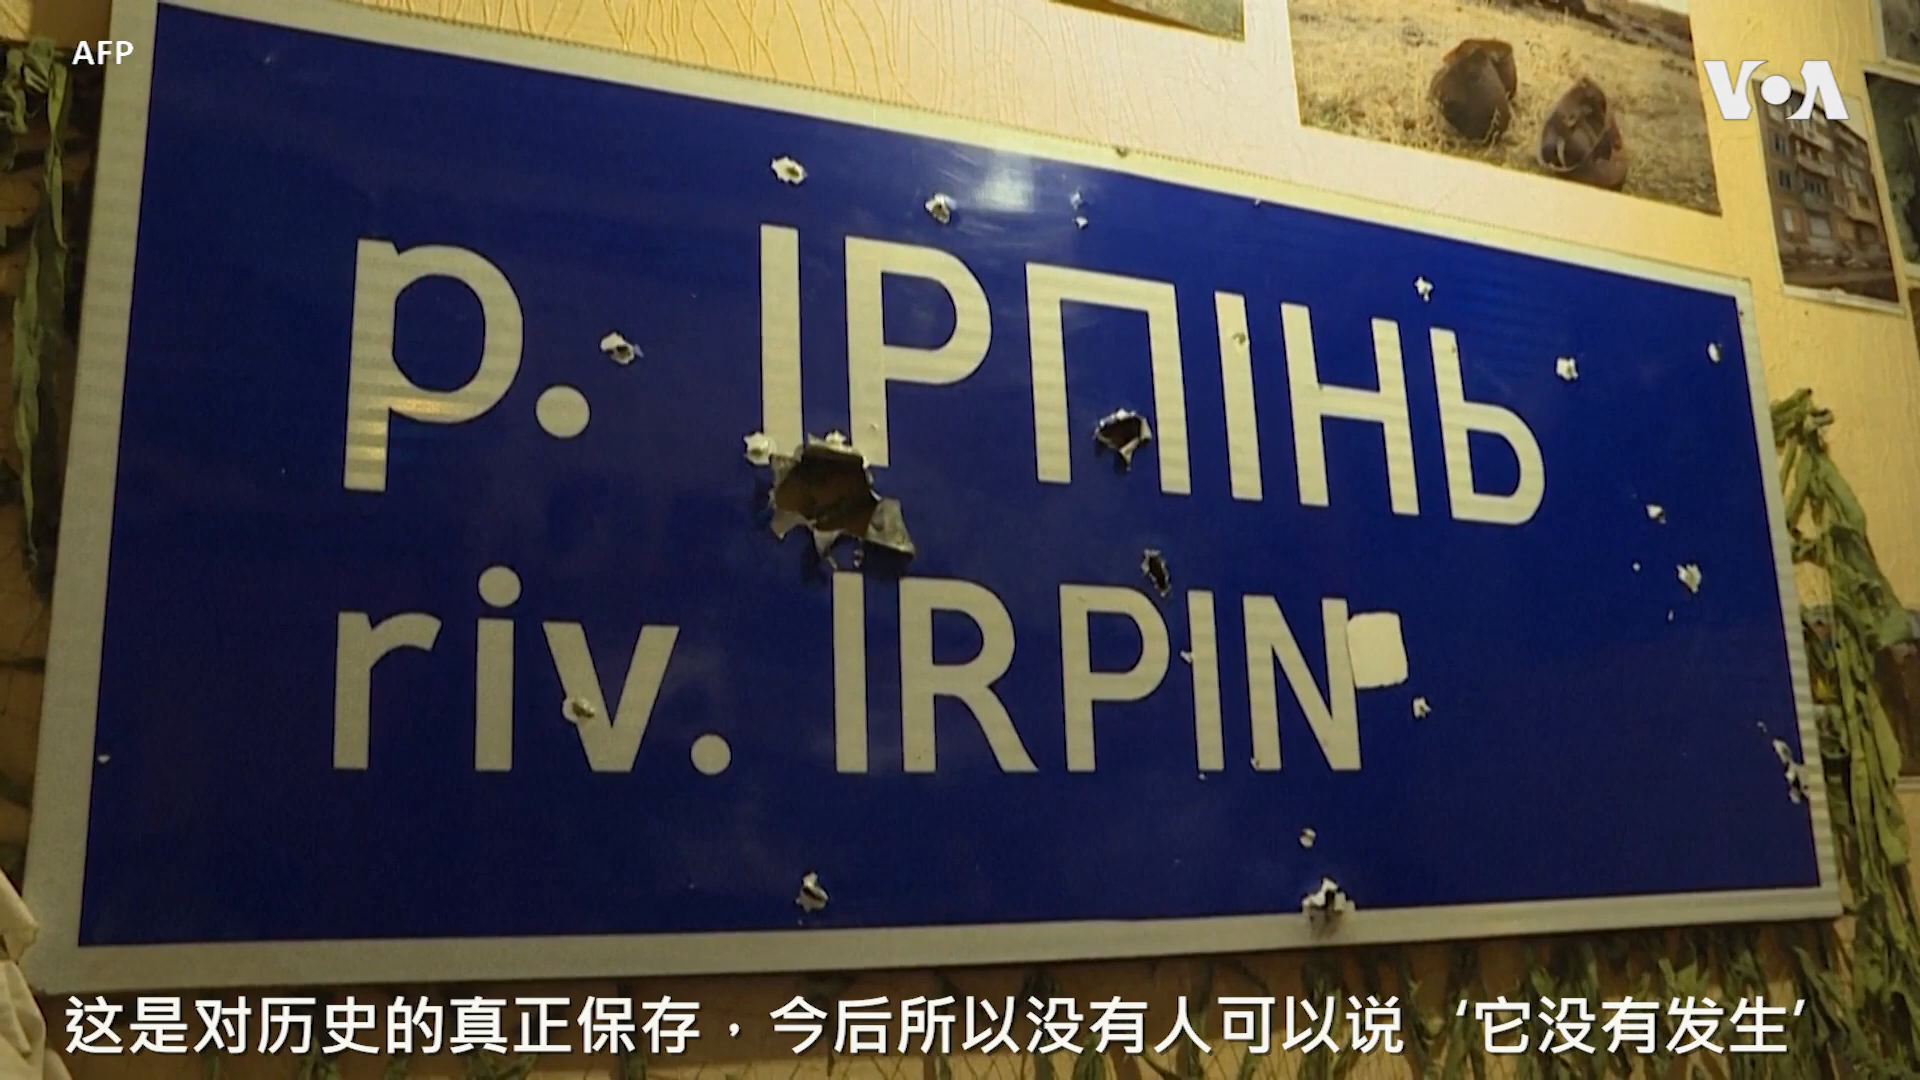 AFP
VOA
р. ІРПІНЬ
riv. IRPIN
这是对历史的真正保存，今后所以没有人可以说‘它没有发生’